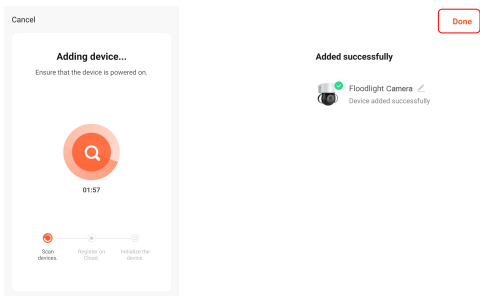 Cancel
Adding device...
Ensure that the device is powered on.
01:57
Scan devices.
Register on Cloud.
Initialize the device.
Done
Added successfully
Floodlight Camera
Device added successfully